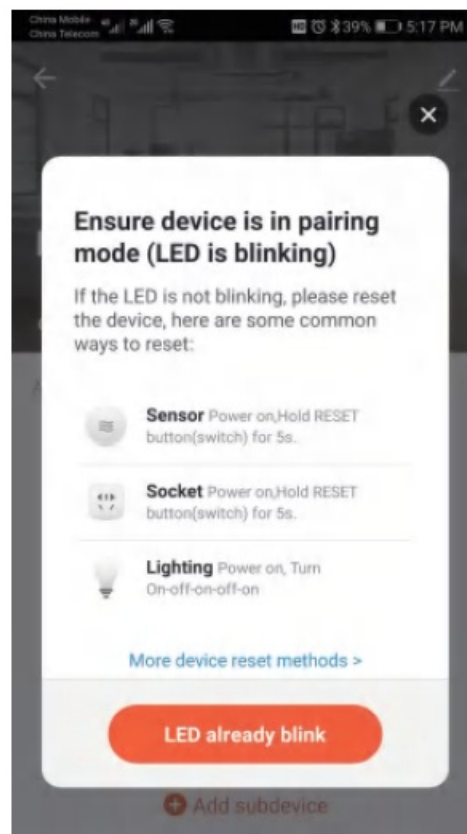 China Mobile
China Telecom
HD 39% 5:17 PM
Ensure device is in pairing
mode (LED is blinking)
If the LED is not blinking, please reset
the device, here are some common
ways to reset:
Sensor Power on,Hold RESET
button(switch) for 5s.
Socket Power on,Hold RESET
button(switch) for 5s.
Lighting Power on, Turn
On-off-on-off-on
More device reset methods >
LED already blink
Add subdevice